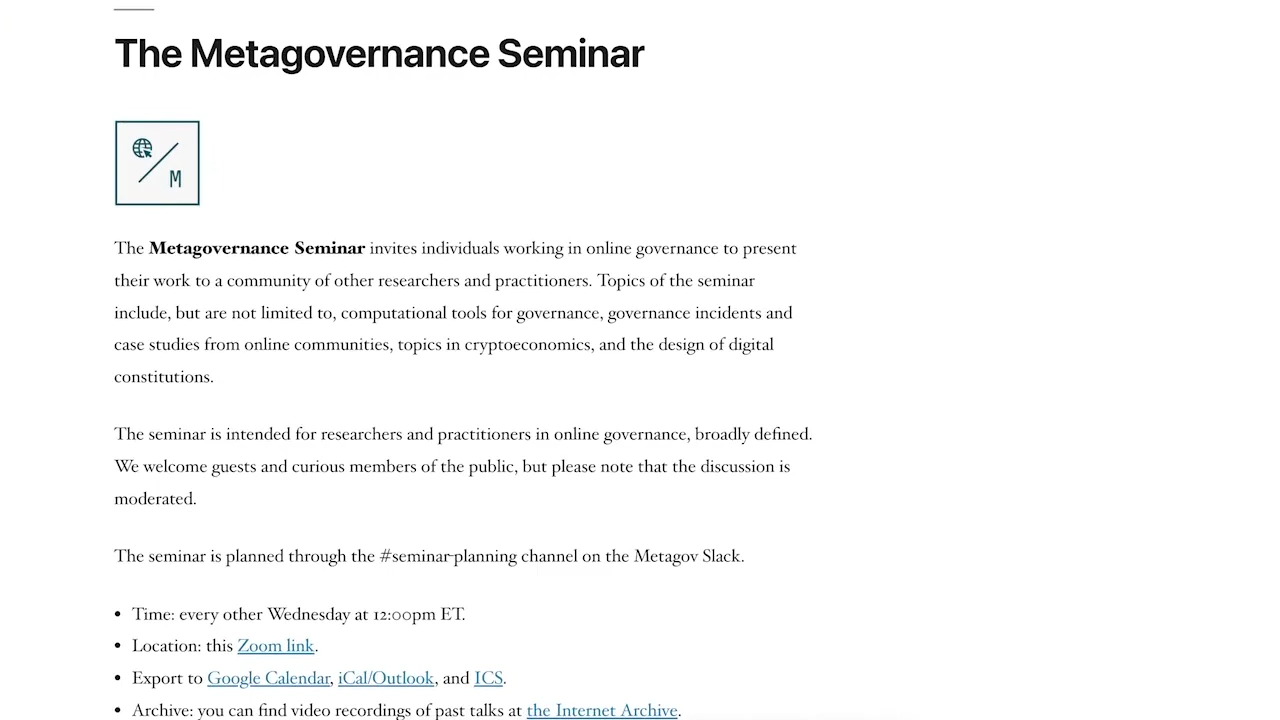 The Metagovernance Seminar
M
The Metagovernance Seminar invites individuals working in online governance to present
their work to a community of other researchers and practitioners. Topics of the seminar
include, but are not limited to, computational tools for governance, governance incidents and
case studies from online communities, topics in cryptoeconomics, and the design of digital
constitutions.
The seminar is intended for researchers and practitioners in online governance, broadly defined.
We welcome guests and curious members of the public, but please note that the discussion is
moderated.
The seminar is planned through the #seminar-planning channel on the Metagov Slack.
• Time: every other Wednesday at 12:00pm ET.
• Location: this Zoom link.
• Export to Google Calendar, iCal/Outlook, and ICS.
• Archive: you can find video recordings of past talks at the Internet Archive.